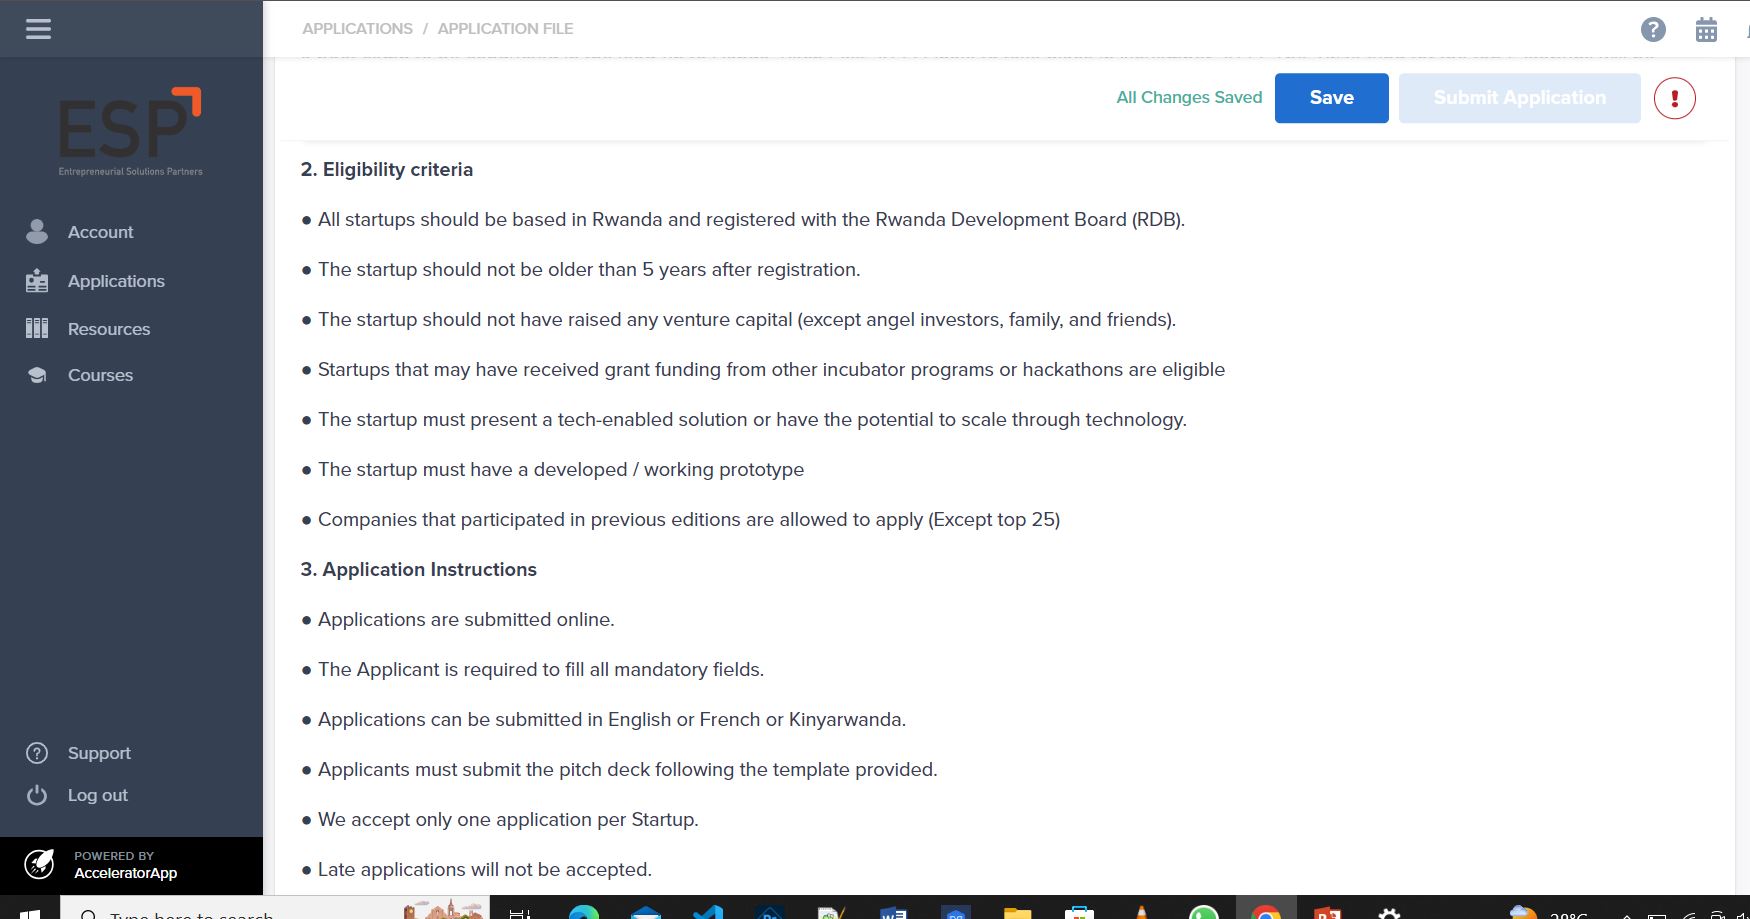 APPLICATIONS / APPLICATION FILE
ESP
Entrepreneurial Solutions Partners
Account
Applications
Resources
Courses
Support
Log out
POWERED BY
AcceleratorApp
All Changes Saved
Save
Submit Application
2. Eligibility criteria
● All startups should be based in Rwanda and registered with the Rwanda Development Board (RDB).
● The startup should not be older than 5 years after registration.
● The startup should not have raised any venture capital (except angel investors, family, and friends).
● Startups that may have received grant funding from other incubator programs or hackathons are eligible
● The startup must present a tech-enabled solution or have the potential to scale through technology.
● The startup must have a developed / working prototype
● Companies that participated in previous editions are allowed to apply (Except top 25)
3. Application Instructions
● Applications are submitted online.
● The Applicant is required to fill all mandatory fields.
● Applications can be submitted in English or French or Kinyarwanda.
● Applicants must submit the pitch deck following the template provided.
● We accept only one application per Startup.
● Late applications will not be accepted.
Type here to search